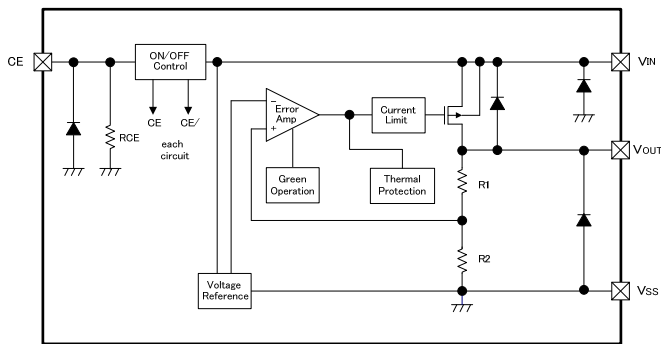 CE
ON/OFF
Control
VIN
CE
CE/
each
circuit
RCE
−
Error
Amp
+
Current
Limit
VOUT
Green
Operation
Thermal
Protection
R1
R2
Voltage
Reference
VSS